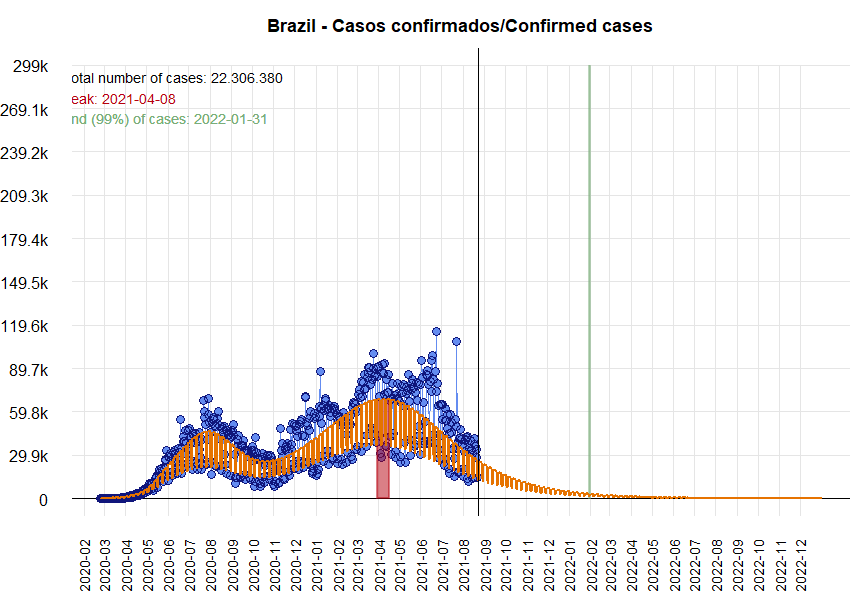 Brazil - Casos confirmados/Confirmed cases
299k
otal number of cases: 22.306.380
eak: 2021-04-08
269.1k
nd (99%) of cases: 2022-01-31
239.2k
209.3k
179.4k
149.5k
119.6k
89.7k
59.8k
29.9k
0
2020-02
2020-03
2020-04
2020-05
2020-06
2020-07
2020-08
2020-09
2020-10
2020-11
2020-12
2021-01
2021-02
2021-03
2021-04
2021-05
2021-06
2021-07
2021-08
2021-09
2021-10
2021-11
2021-12
2022-01
2022-02
2022-03
2022-04
2022-05
2022-06
2022-07
2022-08
2022-09
2022-10
2022-11
2022-12